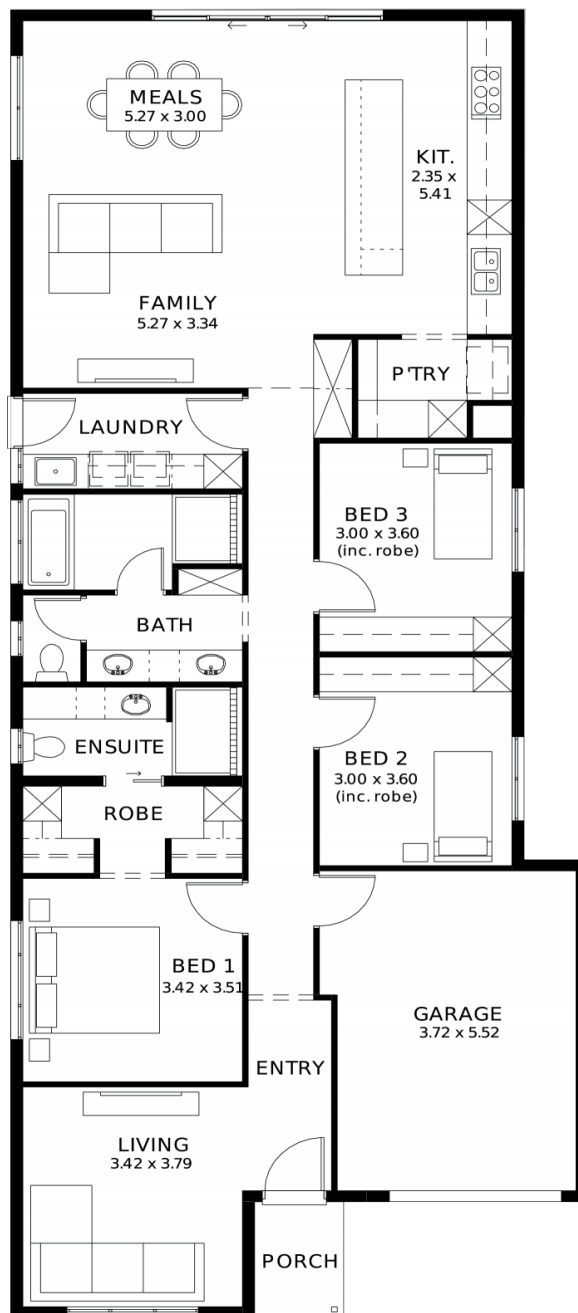 MEALS
5.27 x 3.00
KIT.
2.35 x
5.41
FAMILY
5.27 x 3.34
P'TRY
LAUNDRY
BED 3
3.00 x 3.60
(inc. robe)
BATH
ENSUITE
BED 2
3.00 x 3.60
(inc. robe)
ROBE
BED 1
3.42 x 3.51
GARAGE
3.72 x 5.52
ENTRY
LIVING
3.42 x 3.79
PORCH